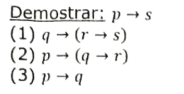 Demostrar: p → s
(1) q → (r → s)
(2) p → (q → r)
(3) p → q